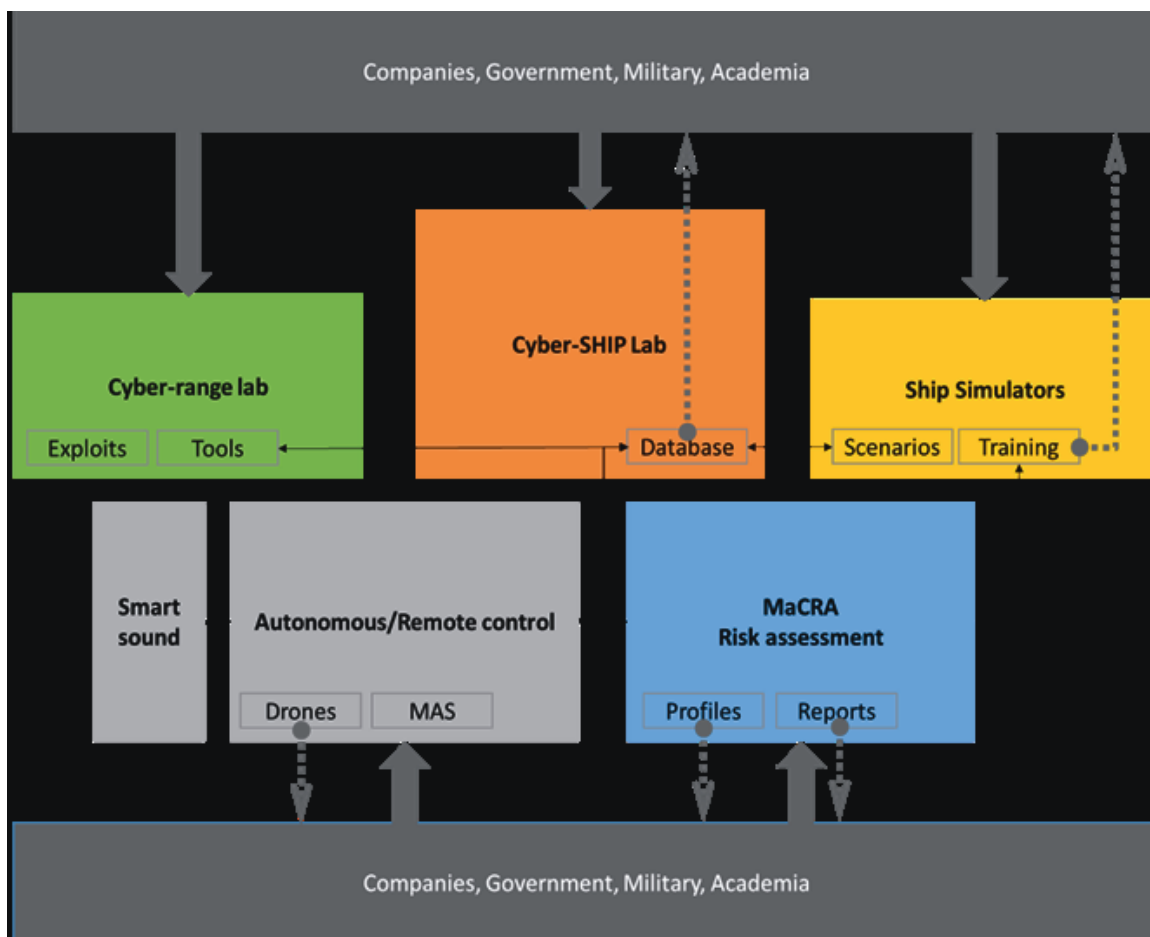 Companies, Government, Military, Academia
Cyber-SHIP Lab
Cyber-range lab
Ship Simulators
Exploits
Tools
Database
Scenarios
Training
Smart
sound
Autonomous/Remote control
MaCRA
Risk assessment
Drones
MAS
Profiles
Reports
Companies, Government, Military, Academia